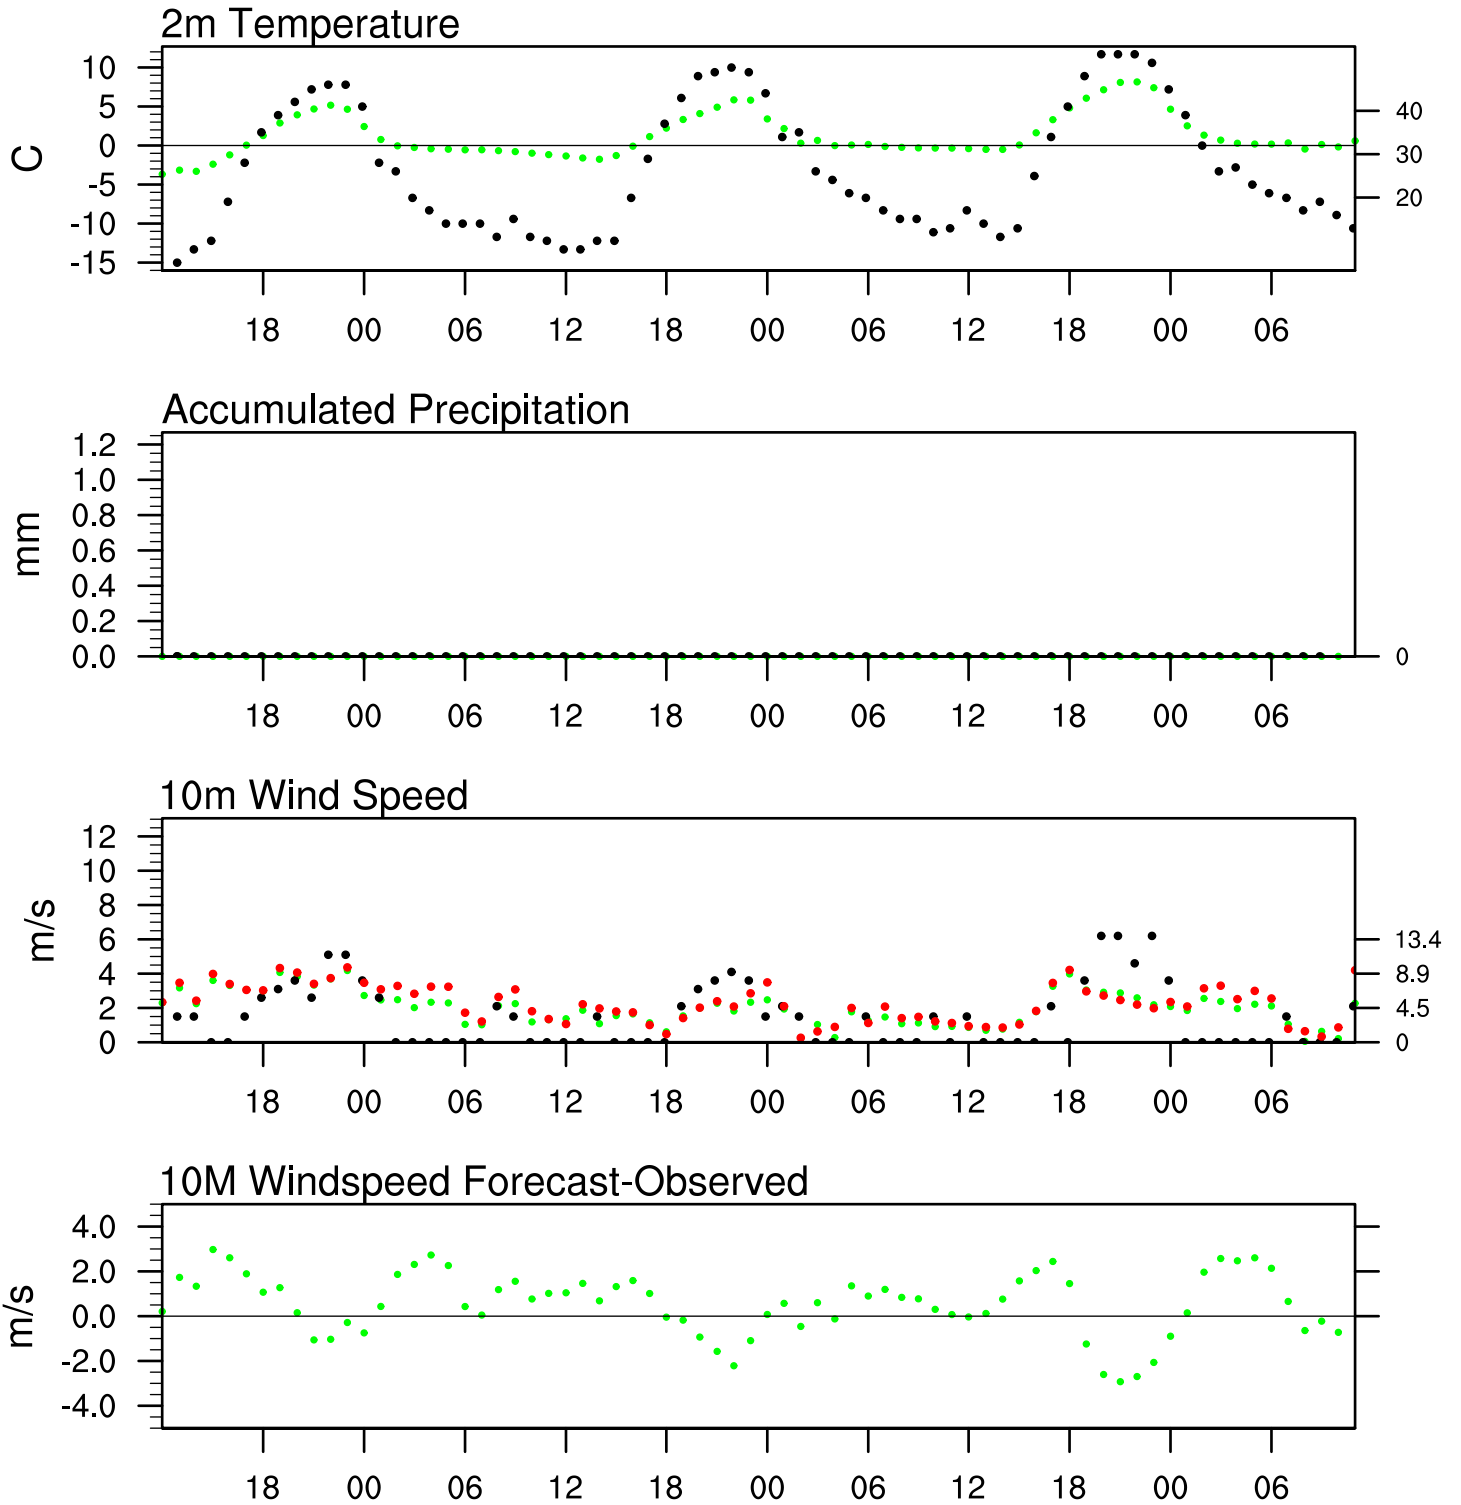 2m Temperature
10
5
0
-5
-10
-15
C
40
30
20
18 00 06 12 18 00 06 12 18 00 06
Accumulated Precipitation
1.2
1.0
0.8
0.6
0.4
0.2
0.0
mm
0
18 00 06 12 18 00 06 12 18 00 06
10m Wind Speed
12
10
8
6
4
2
0
m/s
13.4
8.9
4.5
0
18 00 06 12 18 00 06 12 18 00 06
10M Windspeed Forecast-Observed
4.0
2.0
0.0
-2.0
-4.0
m/s
18 00 06 12 18 00 06 12 18 00 06